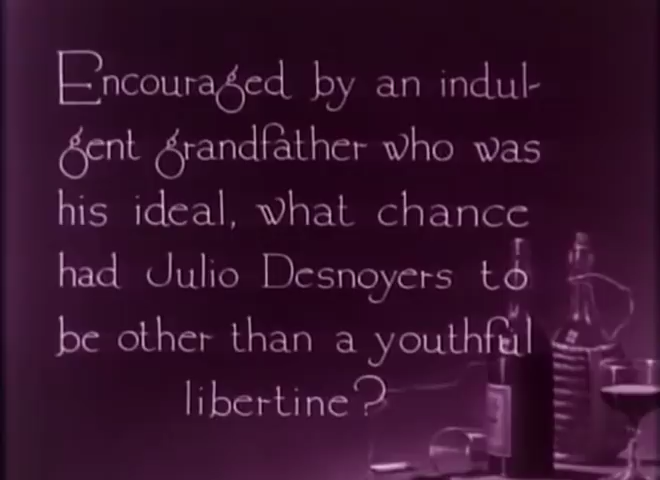 Encouraged by an indul-
gent grandfather who was
his ideal, what chance
had Julio Desnoyers to
be other than a youthful
libertine?